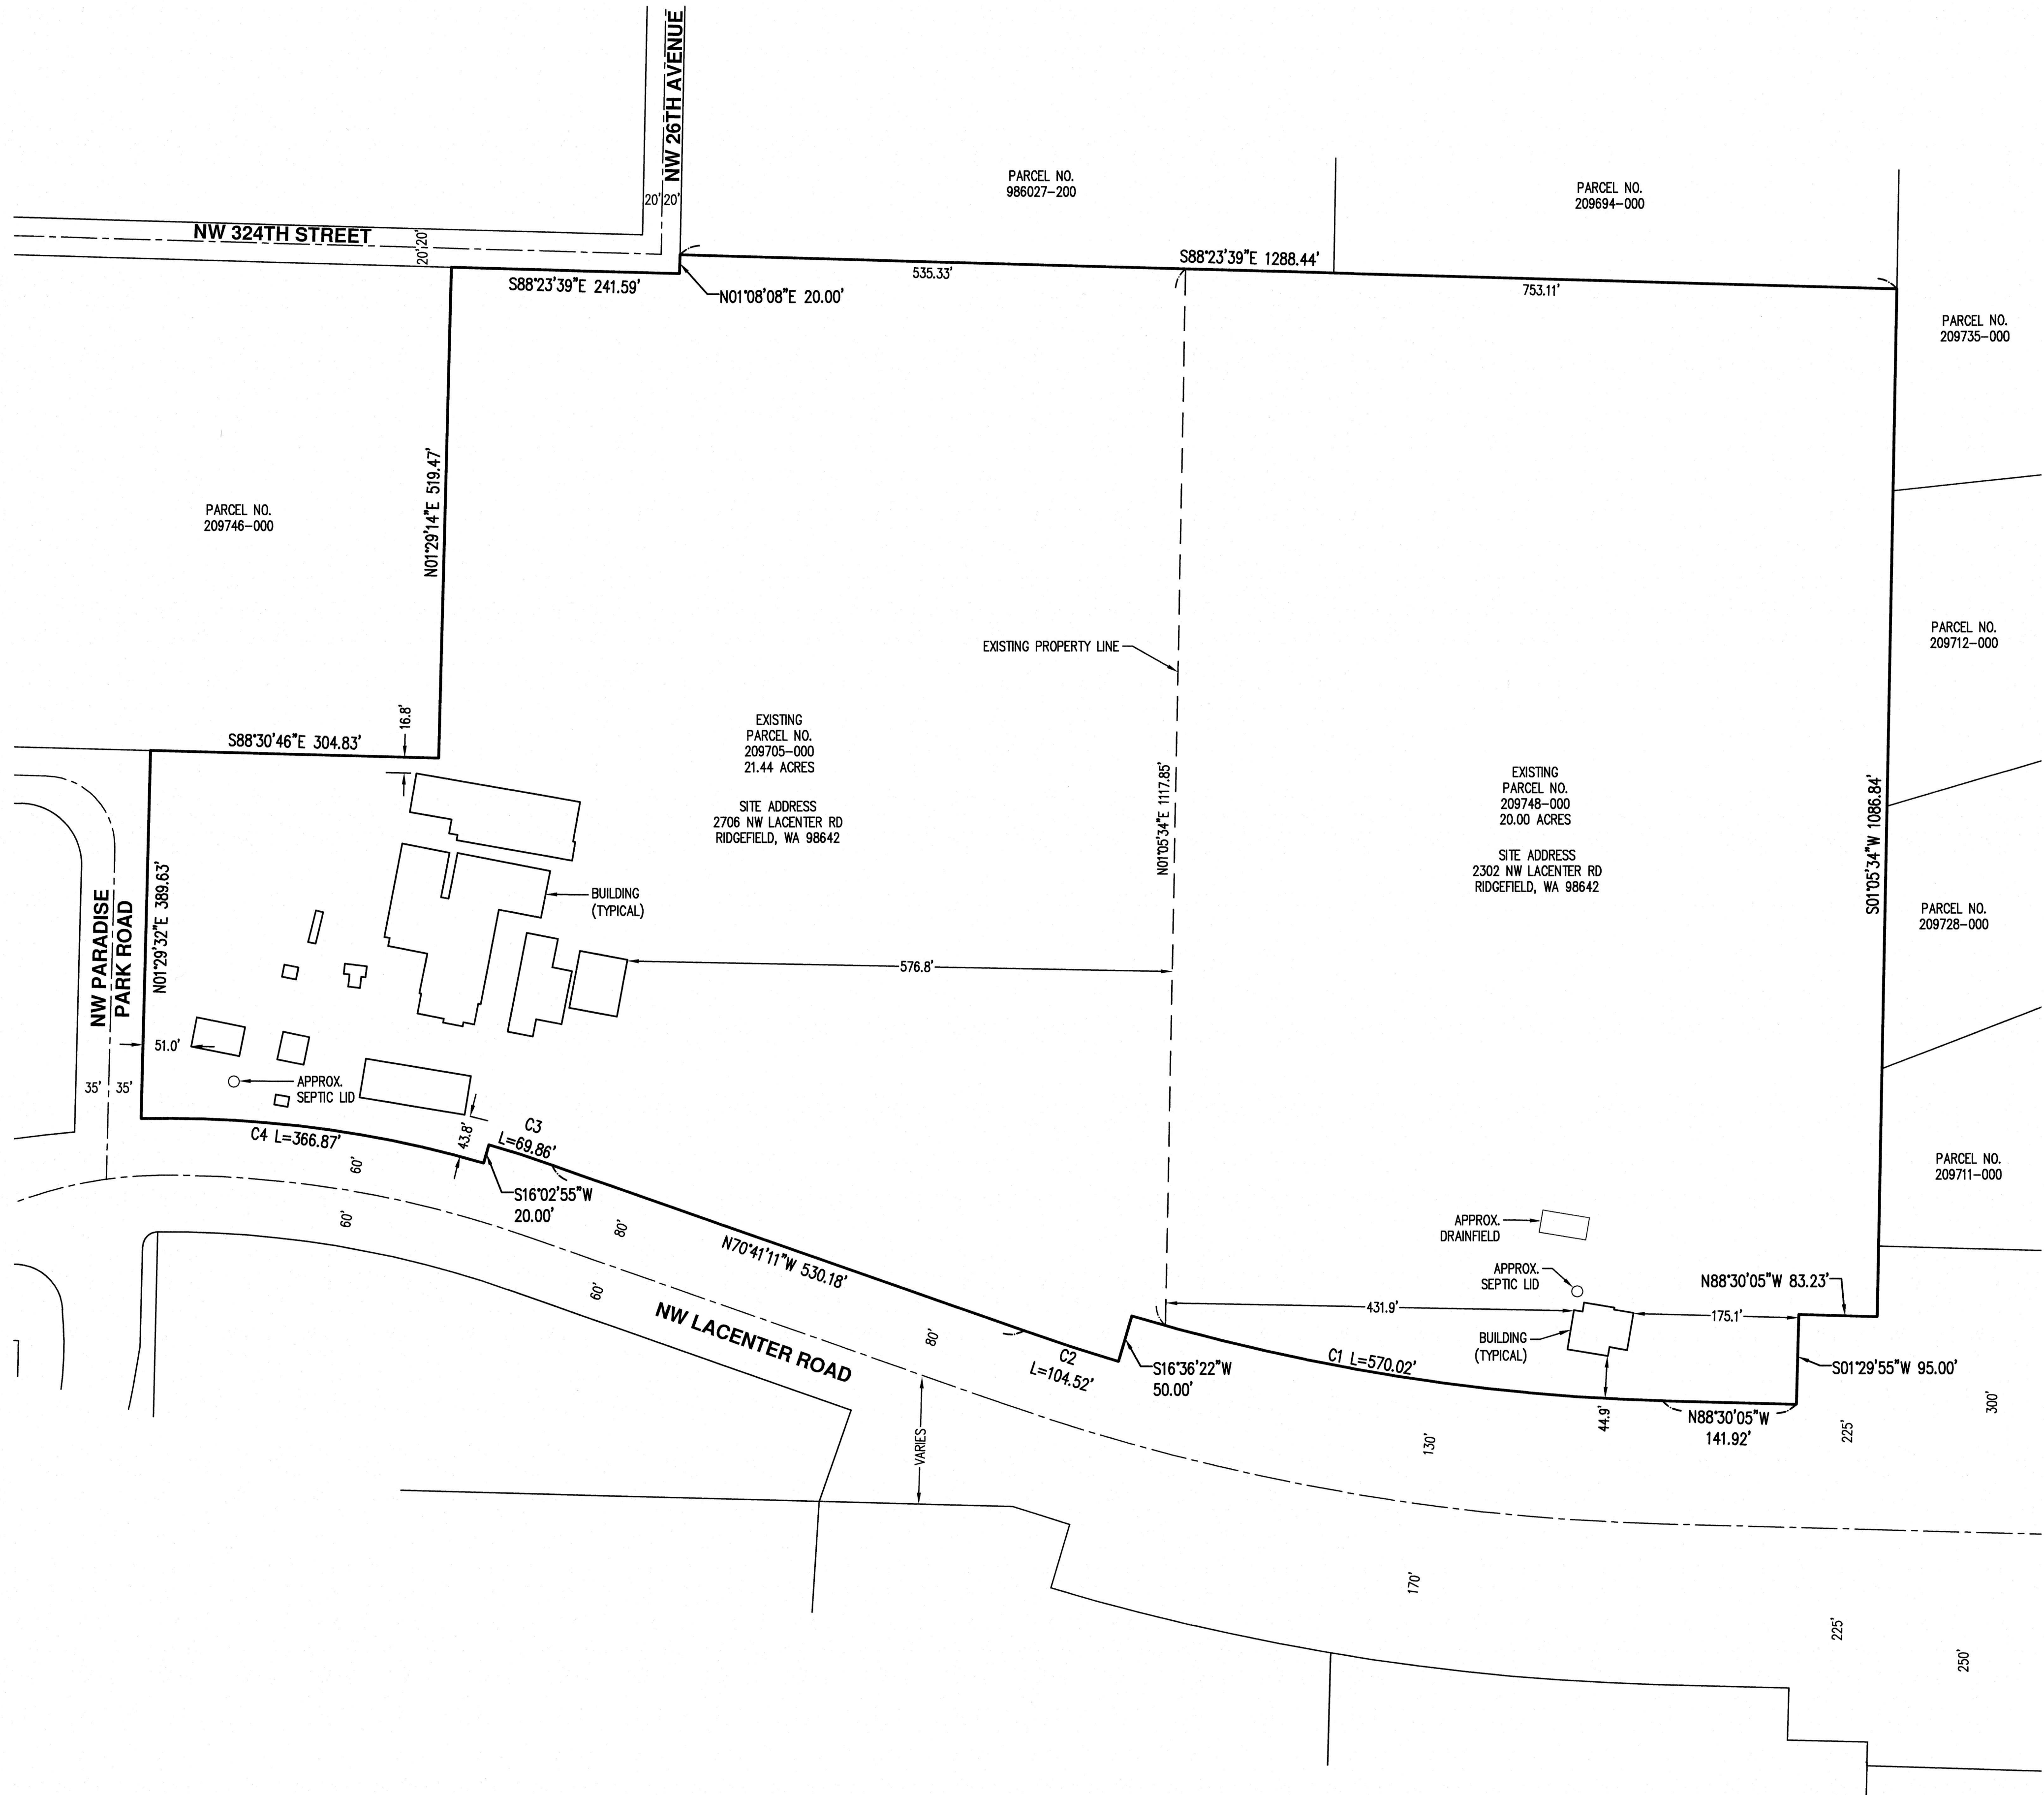 NW 26TH AVENUE
20' 20'
NW 324TH STREET
20' 20'
PARCEL NO.
986027-200
PARCEL NO.
209694-000
S88°23'39"E 1288.44'
535.33'
753.11'
S88°23'39"E 241.59'
N01°08'08"E 20.00'
PARCEL NO.
209735-000
N01°29'14"E 519.47'
PARCEL NO.
209746-000
PARCEL NO.
209712-000
EXISTING PROPERTY LINE
16.8'
S88°30'46"E 304.83'
EXISTING
PARCEL NO.
209705-000
21.44 ACRES
SITE ADDRESS
2706 NW LACENTER RD
RIDGEFIELD, WA 98642
N01°05'34"E 1117.85'
EXISTING
PARCEL NO.
209748-000
20.00 ACRES
SITE ADDRESS
2302 NW LACENTER RD
RIDGEFIELD, WA 98642
S01°05'34"W 1086.84'
BUILDING
(TYPICAL)
PARCEL NO.
209728-000
NW PARADISE
PARK ROAD
N01°29'32"E 389.63'
576.8'
51.0'
35' 35'
APPROX.
SEPTIC LID
C4 L=366.87'
43.8'
C3
L=69.86'
60'
S16°02'55"W
20.00'
60'
80'
60'
N70°41'11"W 530.18'
PARCEL NO.
209711-000
APPROX.
DRAINFIELD
APPROX.
SEPTIC LID
N88°30'05"W 83.23'
431.9'
175.1'
NW LACENTER ROAD
80'
BUILDING
(TYPICAL)
C2
L=104.52'
S16°36'22"W
50.00'
C1 L=570.02'
S01°29'55"W 95.00'
44.9'
N88°30'05"W
141.92'
300'
225'
130'
VARIES
170'
225'
250'